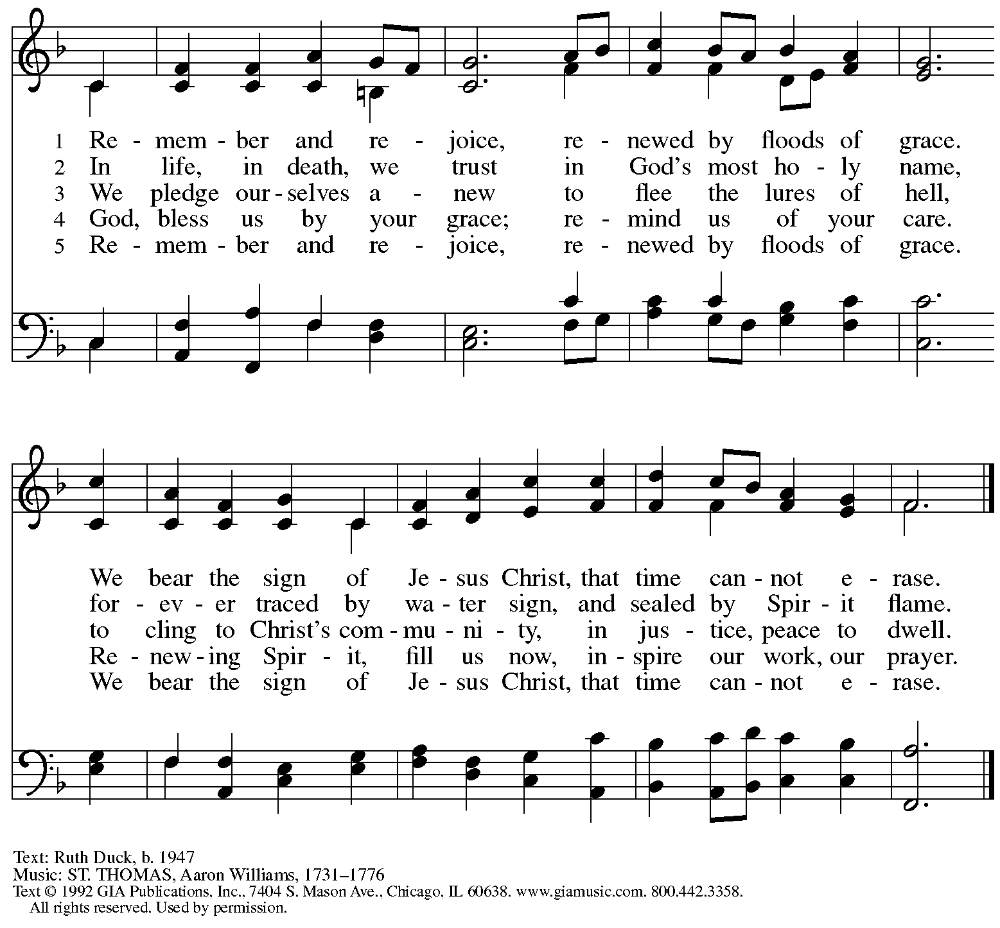 1 Re - mem - ber and re - joice, re - newed by floods of grace.
2 In life, in death, we trust in God's most ho - ly name,
3 We pledge our - selves a - new to flee the lures of hell,
4 God, bless us by your grace; re - mind us of your care.
5 Re - mem - ber and re - joice, re - newed by floods of grace.
We bear the sign of Je - sus Christ, that time can - not e - rase.
for - ev - er traced by wa - ter sign, and sealed by Spir - it flame.
to cling to Christ's com - mu - ni - ty, in jus - tice, peace to dwell.
Re - new - ing Spir - it, fill us now, in - spire our work, our prayer.
We bear the sign of Je - sus Christ, that time can - not e - rase.
Text: Ruth Duck, b. 1947
Music: ST. THOMAS, Aaron Williams, 1731–1776
Text © 1992 GIA Publications, Inc., 7404 S. Mason Ave., Chicago, IL 60638. www.giamusic.com. 800.442.3358.
All rights reserved. Used by permission.